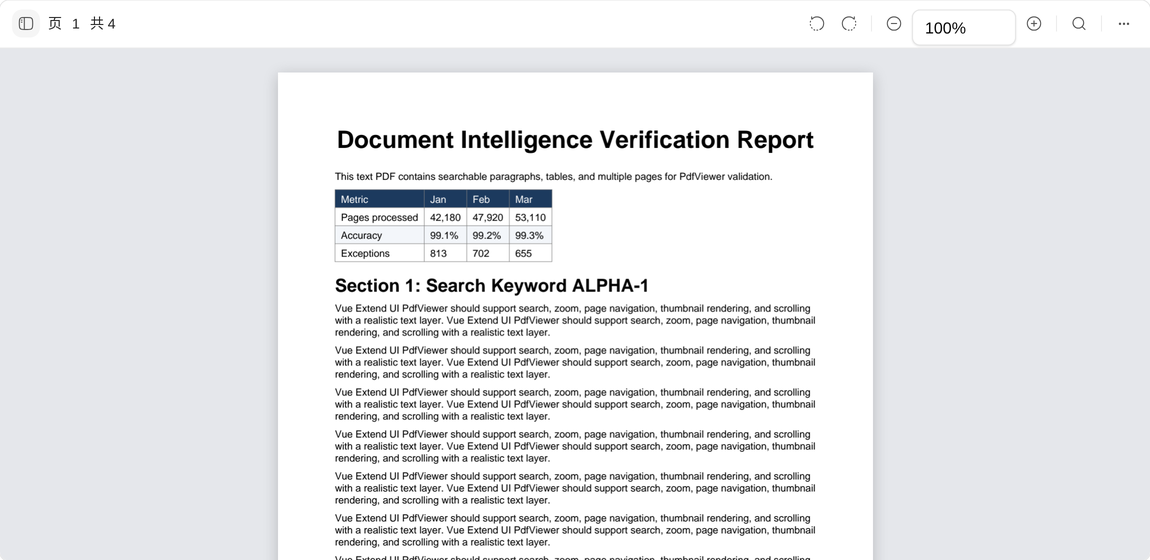 页 1 共 4
100%
Document Intelligence Verification Report
This text PDF contains searchable paragraphs, tables, and multiple pages for PdfViewer validation.
Metric Jan Feb Mar
Pages processed 42,180 47,920 53,110
Accuracy 99.1% 99.2% 99.3%
Exceptions 813 702 655
Section 1: Search Keyword ALPHA-1
Vue Extend UI PdfViewer should support search, zoom, page navigation, thumbnail rendering, and scrolling
with a realistic text layer. Vue Extend UI PdfViewer should support search, zoom, page navigation, thumbnail
rendering, and scrolling with a realistic text layer.
Vue Extend UI PdfViewer should support search, zoom, page navigation, thumbnail rendering, and scrolling
with a realistic text layer. Vue Extend UI PdfViewer should support search, zoom, page navigation, thumbnail
rendering, and scrolling with a realistic text layer.
Vue Extend UI PdfViewer should support search, zoom, page navigation, thumbnail rendering, and scrolling
with a realistic text layer. Vue Extend UI PdfViewer should support search, zoom, page navigation, thumbnail
rendering, and scrolling with a realistic text layer.
Vue Extend UI PdfViewer should support search, zoom, page navigation, thumbnail rendering, and scrolling
with a realistic text layer. Vue Extend UI PdfViewer should support search, zoom, page navigation, thumbnail
rendering, and scrolling with a realistic text layer.
Vue Extend UI PdfViewer should support search, zoom, page navigation, thumbnail rendering, and scrolling
with a realistic text layer. Vue Extend UI PdfViewer should support search, zoom, page navigation, thumbnail
rendering, and scrolling with a realistic text layer.
Vue Extend UI PdfViewer should support search, zoom, page navigation, thumbnail rendering, and scrolling
with a realistic text layer. Vue Extend UI PdfViewer should support search, zoom, page navigation, thumbnail
rendering, and scrolling with a realistic text layer.